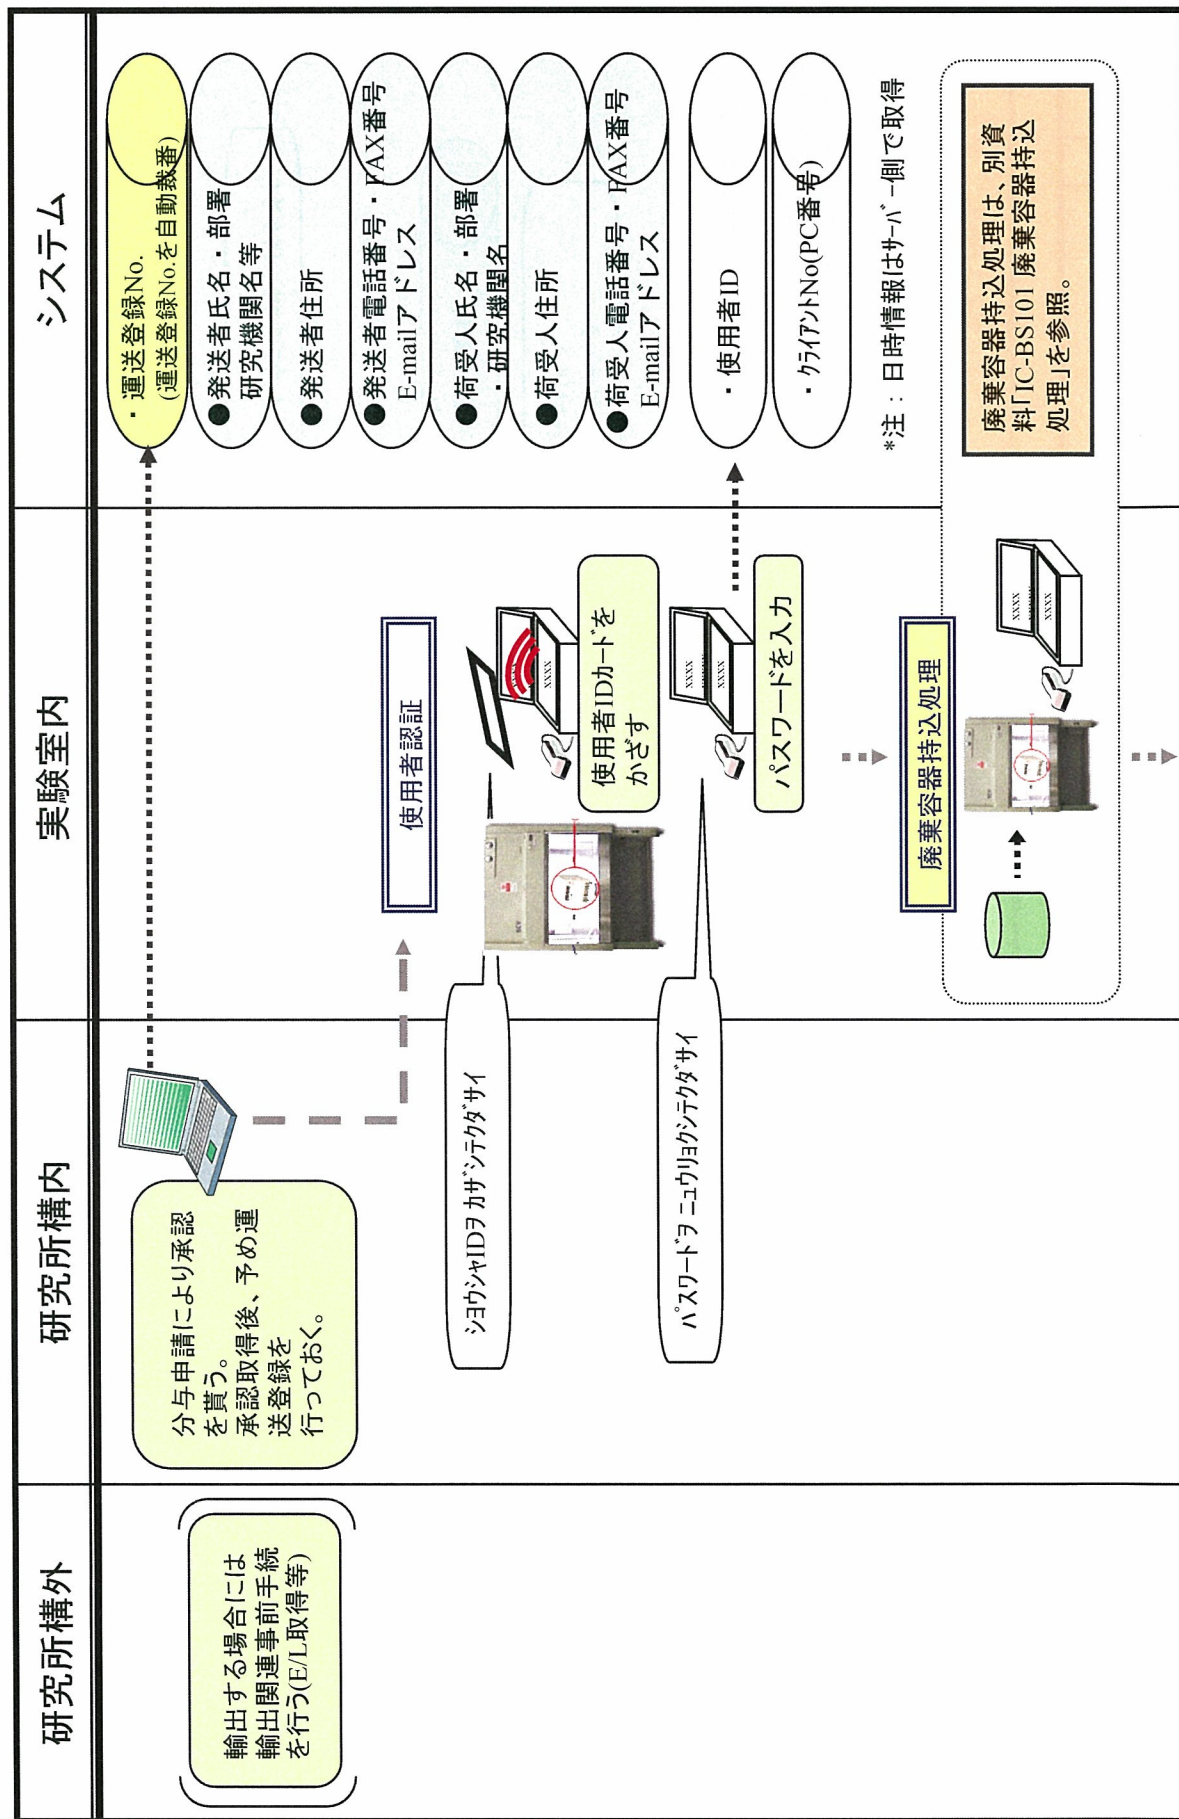 研究所構外
研究所構内
実験室内
システム
輸出する場合には
輸出関連事前手続
を行う(E/L取得等)
分与申請により承認
を貰う。
承認取得後、予め運
送登録を
行っておく。
・運送登録No.
(運送登録No.を自動裁番)
●発送者氏名・部署
研究機関名等
●発送者住所
●発送者電話番号・FAX番号
E-mailアドレス
●荷受人氏名・部署
・研究機関名
●荷受人住所
●荷受人電話番号・FAX番号
E-mailアドレス
使用者認証
ショウシャIDヲ カザシテクダサイ
XXXX
使用者IDカードを
かざす
パスワードヲ ニュウリョクシテクダサイ
XXXX
XXXX
パスワードを入力
・使用者ID
・クライアントNo(PC番号)
*注：日時情報はサーバー側で取得
廃棄容器持込処理
XXXX
XXXX
廃棄容器持込処理は、別資
料「IC-BS101 廃棄容器持込
処理」を参照。